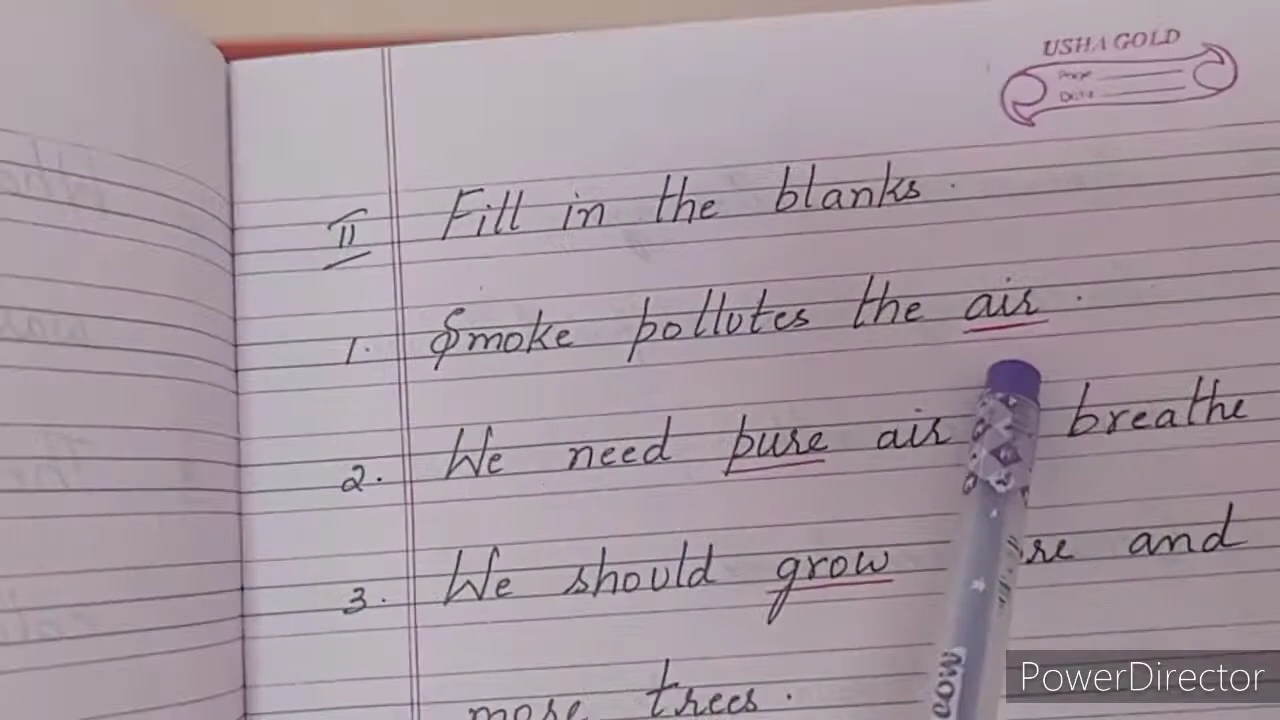 USHA GOLD
Page
Date
II Fill in the blanks.
1. Smoke pollutes the air.
2. We need pure air breathe
3. We should grow and
more trees.
PowerDirector